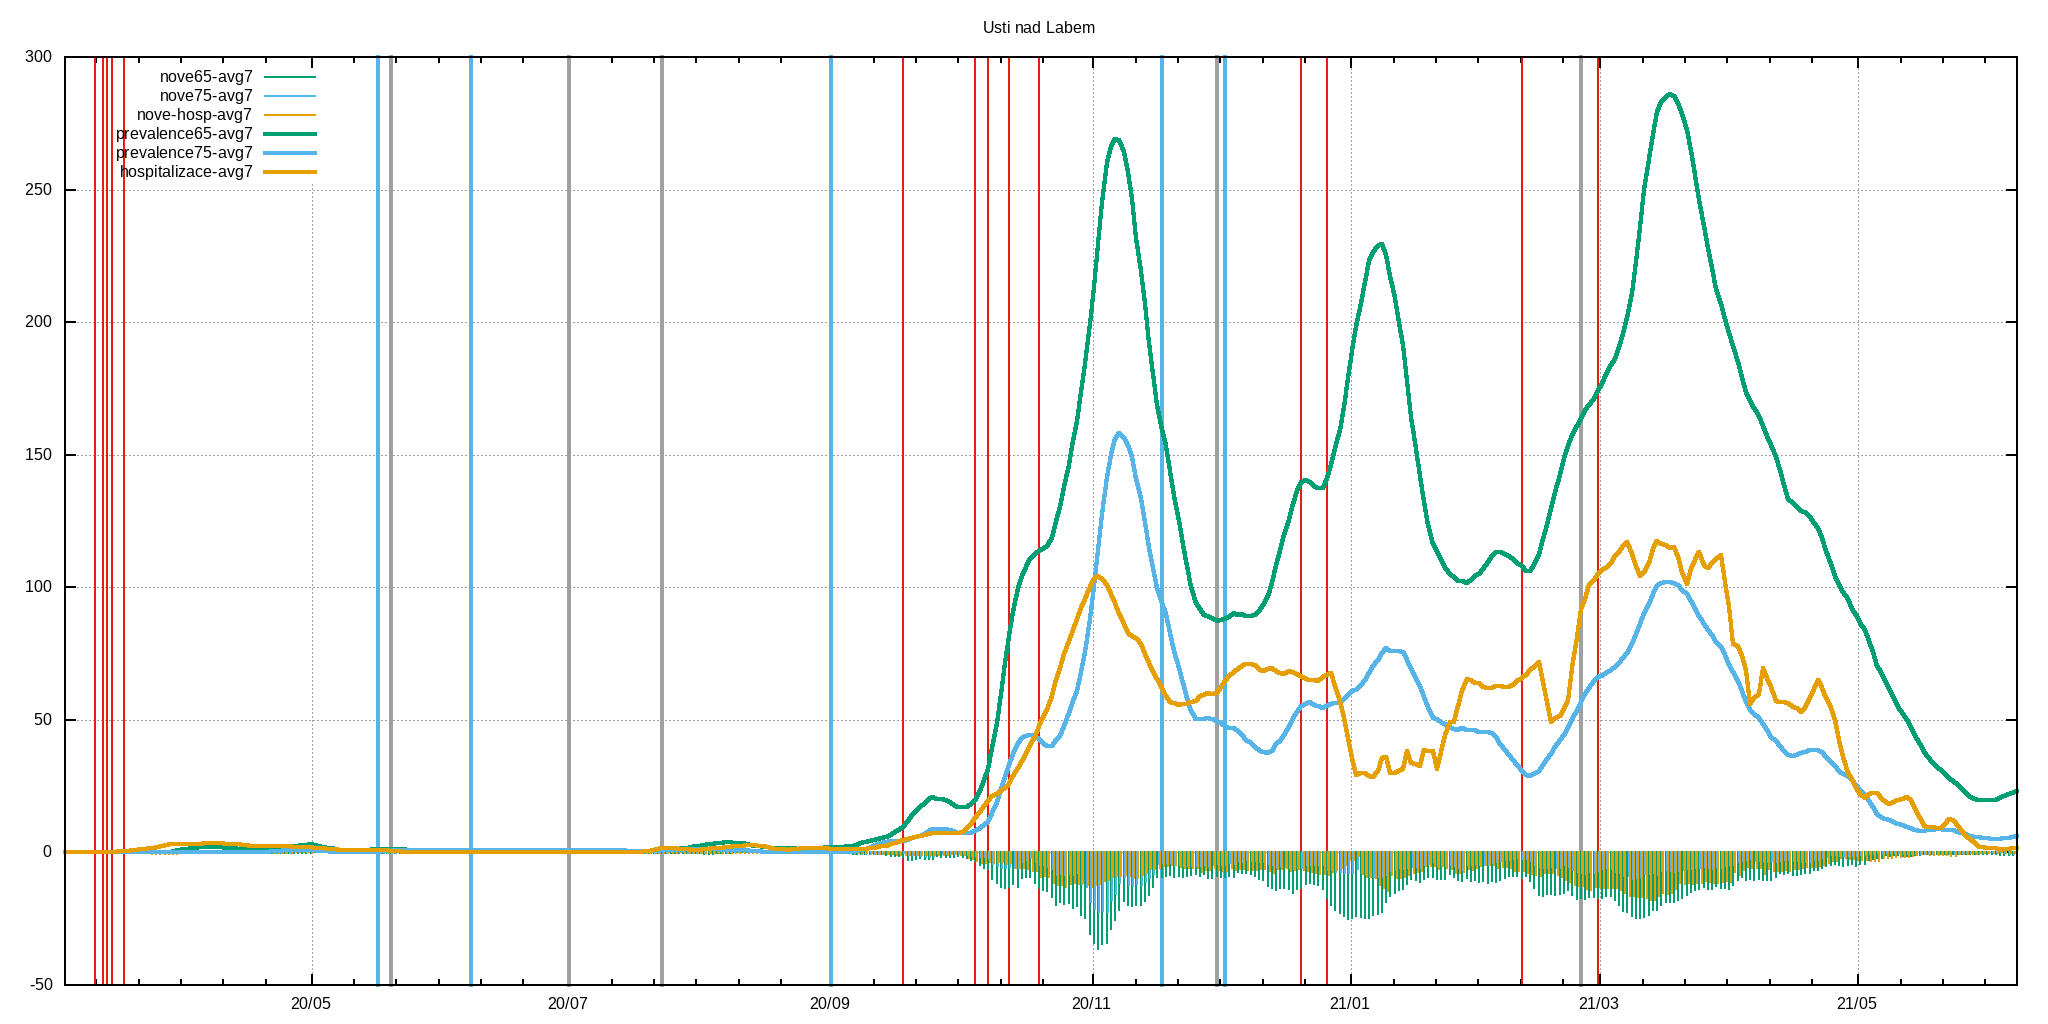 Usti nad Labem
300
250
200
150
100
50
0
-50
nove65-avg7
nove75-avg7
nove-hosp-avg7
prevalence65-avg7
prevalence75-avg7
hospitalizace-avg7
20/05
20/07
20/09
20/11
21/01
21/03
21/05